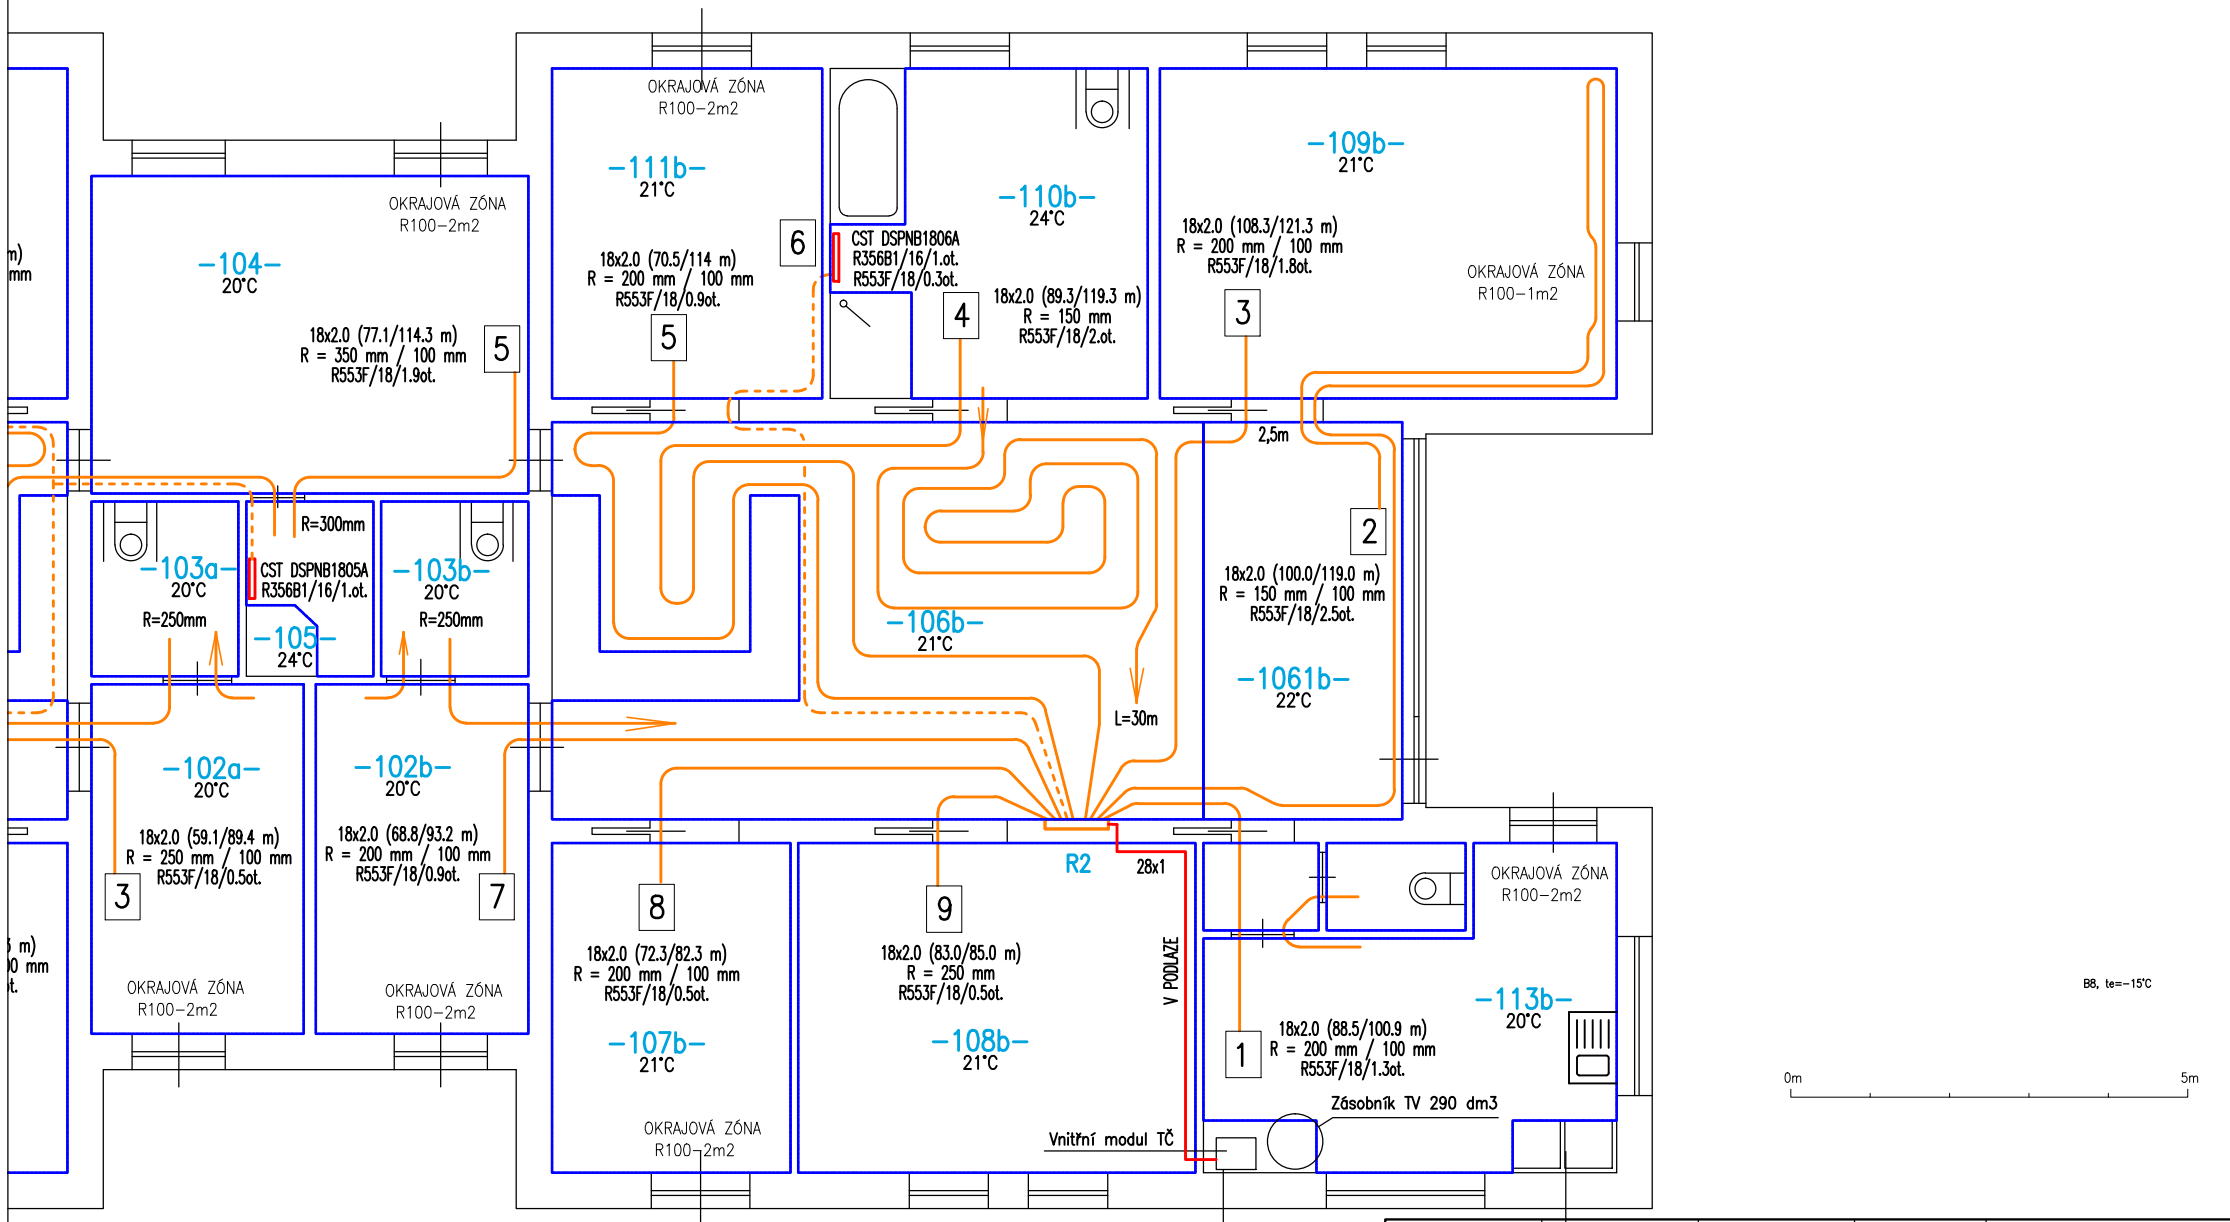 OKRAJOVÁ ZÓNA
R100-2m2
-111b-
21°C
18x2.0 (70.5/114 m)
R = 200 mm / 100 mm
R553F/18/0.9ot.
5
6
CST DSPNB1806A
R356B1/16/1.ot.
R553F/18/0.3ot.
-110b-
24°C
18x2.0 (89.3/119.3 m)
R = 150 mm
R553F/18/2.ot.
4
-109b-
21°C
18x2.0 (108.3/121.3 m)
R = 200 mm / 100 mm
R553F/18/1.8ot.
3
OKRAJOVÁ ZÓNA
R100-1m2
2,5m
OKRAJOVÁ ZÓNA
R100-2m2
-104-
20°C
18x2.0 (77.1/114.3 m)
R = 350 mm / 100 mm
R553F/18/1.9ot.
5
m)
mm
R=300mm
-103a-
20°C
R=250mm
CST DSPNB1805A
R356B1/16/1.ot.
-105-
24°C
-103b-
20°C
R=250mm
-106b-
21°C
L=30m
2
18x2.0 (100.0/119.0 m)
R = 150 mm / 100 mm
R553F/18/2.5ot.
-1061b-
22°C
-102a-
20°C
18x2.0 (59.1/89.4 m)
R = 250 mm / 100 mm
R553F/18/0.5ot.
3
OKRAJOVÁ ZÓNA
R100-2m2
-102b-
20°C
18x2.0 (68.8/93.2 m)
R = 200 mm / 100 mm
R553F/18/0.9ot.
7
OKRAJOVÁ ZÓNA
R100-2m2
8
18x2.0 (72.3/82.3 m)
R = 200 mm / 100 mm
R553F/18/0.5ot.
-107b-
21°C
OKRAJOVÁ ZÓNA
R100-2m2
9
18x2.0 (83.0/85.0 m)
R = 250 mm
R553F/18/0.5ot.
-108b-
21°C
R2
28x1
V PODLAZE
Vnitřní modul TČ
OKRAJOVÁ ZÓNA
R100-2m2
-113b-
20°C
1
18x2.0 (88.5/100.9 m)
R = 200 mm / 100 mm
R553F/18/1.3ot.
Zásobník TV 290 dm3
B8, te=-15°C
0m
5m